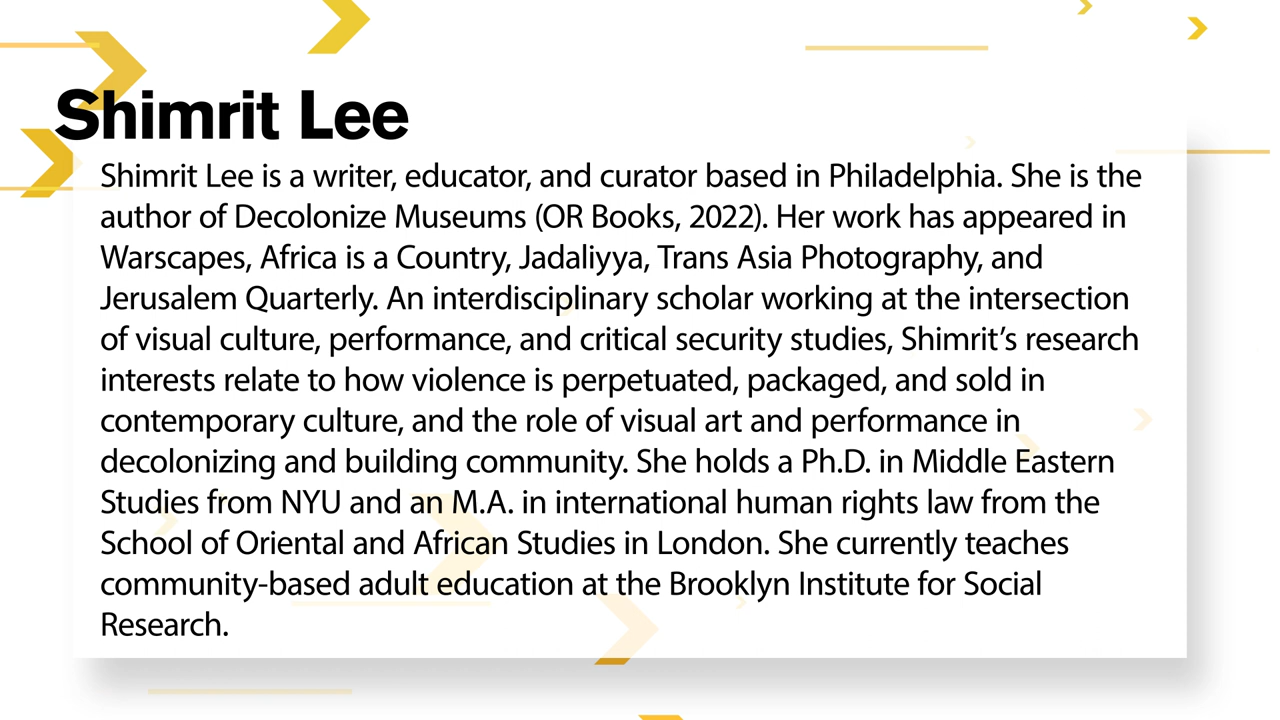 Shimrit Lee
Shimrit Lee is a writer, educator, and curator based in Philadelphia. She is the
author of Decolonize Museums (OR Books, 2022). Her work has appeared in
Warscapes, Africa is a Country, Jadaliyya, Trans Asia Photography, and
Jerusalem Quarterly. An interdisciplinary scholar working at the intersection
of visual culture, performance, and critical security studies, Shimrit’s research
interests relate to how violence is perpetuated, packaged, and sold in
contemporary culture, and the role of visual art and performance in
decolonizing and building community. She holds a Ph.D. in Middle Eastern
Studies from NYU and an M.A. in international human rights law from the
School of Oriental and African Studies in London. She currently teaches
community-based adult education at the Brooklyn Institute for Social
Research.